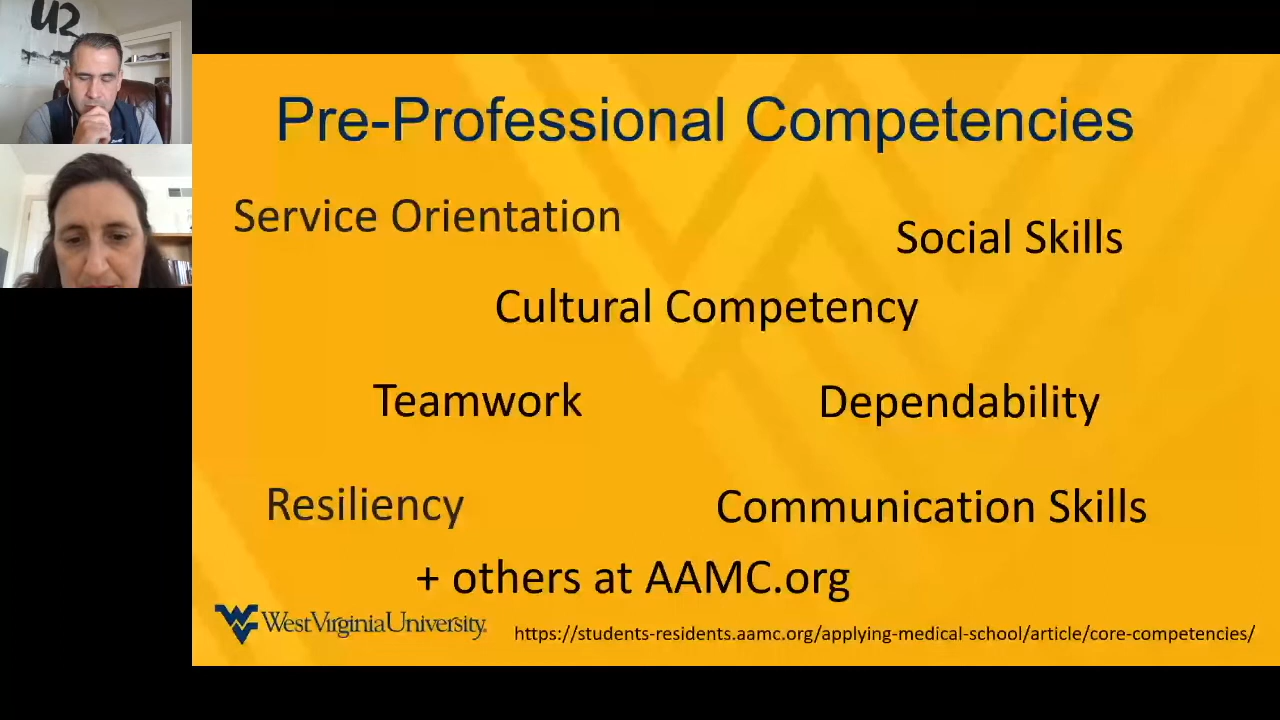 U2
Pre-Professional Competencies
Service Orientation
Social Skills
Cultural Competency
Teamwork
Dependability
Resiliency
Communication Skills
+ others at AAMC.org
WestVirginiaUniversity.
https://students-residents.aamc.org/applying-medical-school/article/core-competencies/